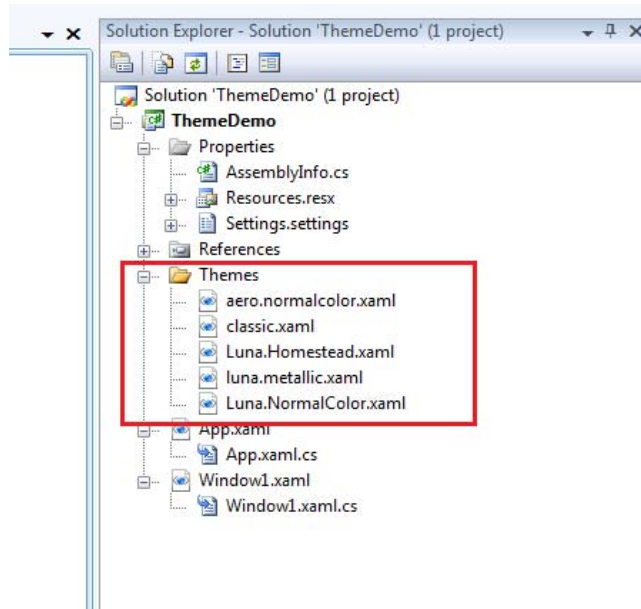 Solution Explorer - Solution 'ThemeDemo' (1 project)
Solution 'ThemeDemo' (1 project)
ThemeDemo
Properties
AssemblyInfo.cs
Resources.resx
Settings.settings
References
Themes
aero.normalcolor.xaml
classic.xaml
Luna.Homestead.xaml
luna.metallic.xaml
Luna.NormalColor.xaml
App.xaml
App.xaml.cs
Window1.xaml
Window1.xaml.cs